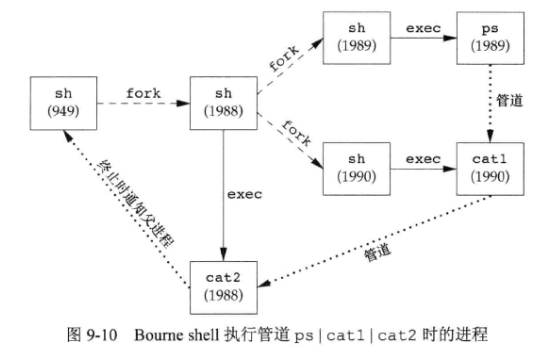 sh
(1989)
exec
ps
(1989)
fork
管道
sh
(949)
fork
sh
(1988)
fork
sh
(1990)
exec
cat1
(1990)
终止时通知父进程
exec
管道
cat2
(1988)
图 9-10 Bourne shell 执行管道 ps|cat1|cat2 时的进程